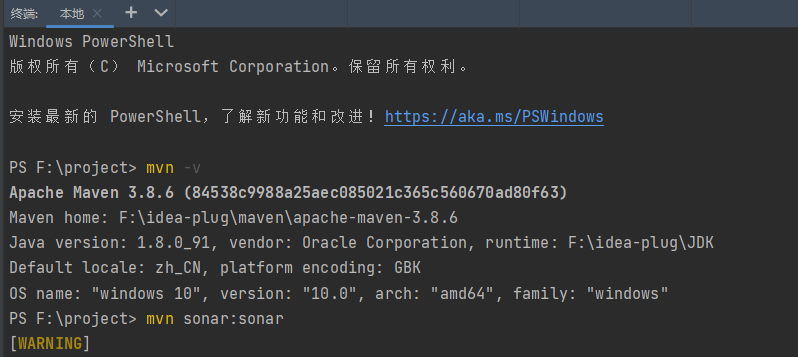 终端: 本地
Windows PowerShell
版权所有（C） Microsoft Corporation。保留所有权利。
安装最新的 PowerShell，了解新功能和改进！https://aka.ms/PSWindows
PS F:\project> mvn -v
Apache Maven 3.8.6 (84538c9988a25aec085021c365c560670ad80f63)
Maven home: F:\idea-plug\maven\apache-maven-3.8.6
Java version: 1.8.0_91, vendor: Oracle Corporation, runtime: F:\idea-plug\JDK
Default locale: zh_CN, platform encoding: GBK
OS name: "windows 10", version: "10.0", arch: "amd64", family: "windows"
PS F:\project> mvn sonar:sonar
[WARNING]